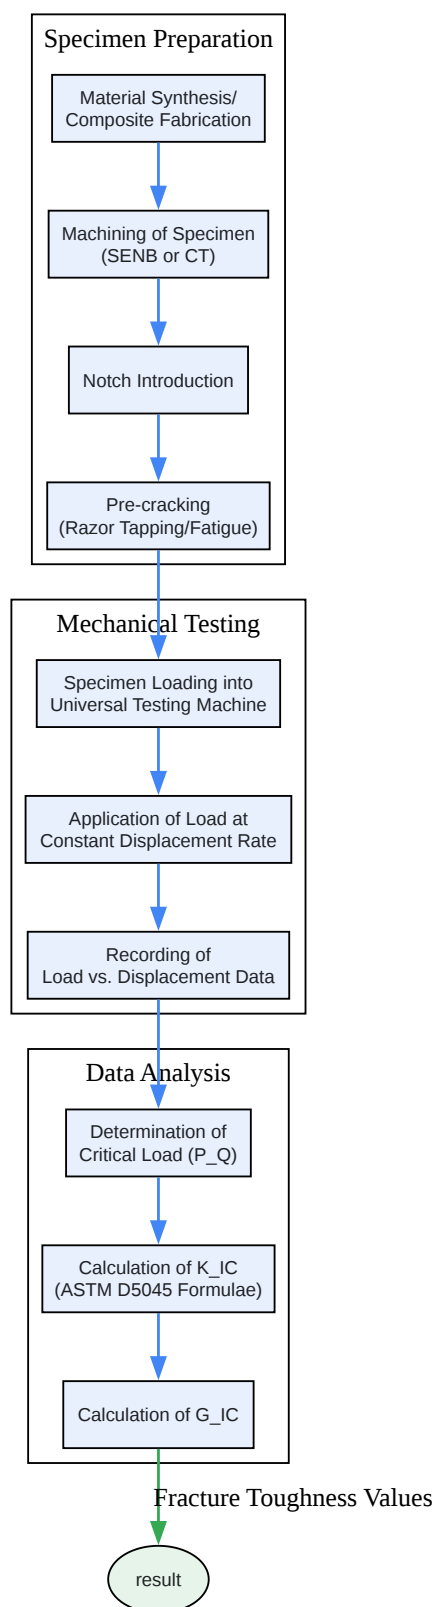 Specimen Preparation
Material Synthesis/
Composite Fabrication
Machining of Specimen
(SENB or CT)
Notch Introduction
Pre-cracking
(Razor Tapping/Fatigue)
Mechanical Testing
Specimen Loading into
Universal Testing Machine
Application of Load at
Constant Displacement Rate
Recording of
Load vs. Displacement Data
Data Analysis
Determination of
Critical Load (P_Q)
Calculation of K_IC
(ASTM D5045 Formulae)
Calculation of G_IC
Fracture Toughness Values
result